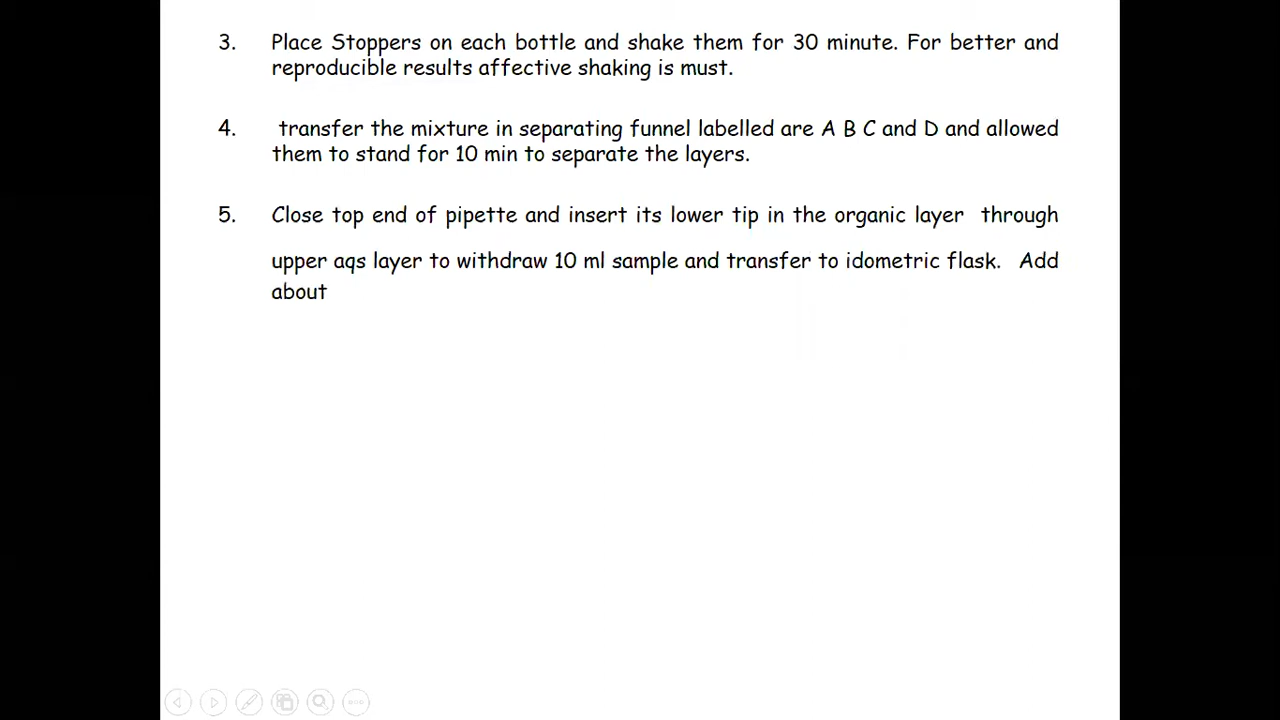 3. Place Stoppers on each bottle and shake them for 30 minute. For better and
reproducible results affective shaking is must.
4. transfer the mixture in separating funnel labelled are A B C and D and allowed
them to stand for 10 min to separate the layers.
5. Close top end of pipette and insert its lower tip in the organic layer through
upper aqs layer to withdraw 10 ml sample and transfer to idometric flask. Add
about